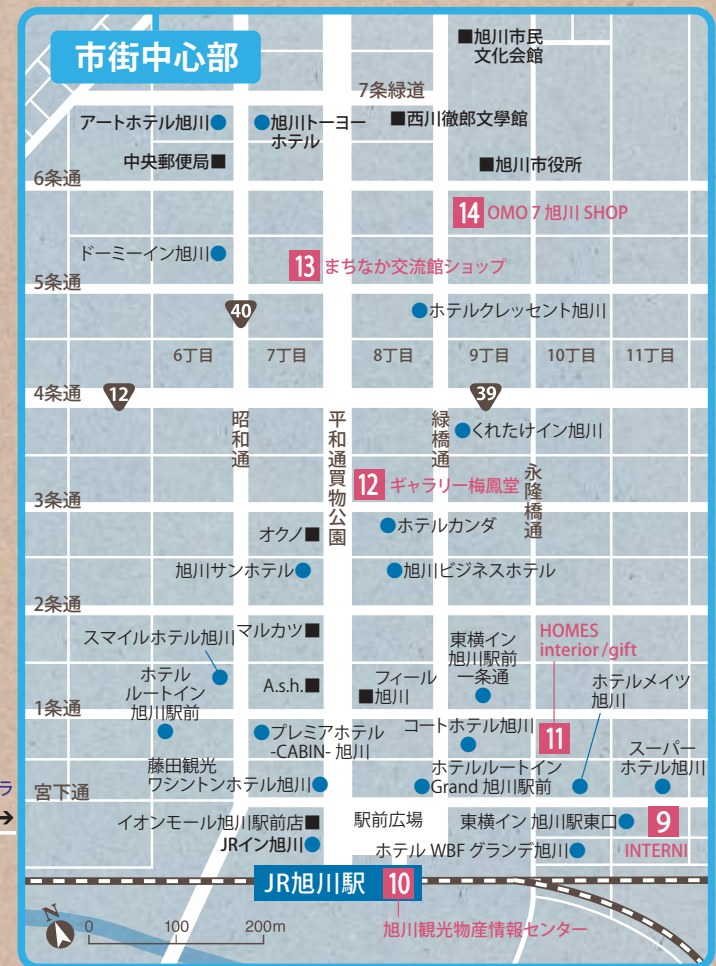 市街中心部
■旭川市民
文化会館
7条緑道
アートホテル旭川●
●旭川トーヨー
ホテル
■西川徹郎文學館
中央郵便局■
■旭川市役所
6条通
14 OMO 7 旭川 SHOP
ドーミーイン旭川●
13 まちなか交流館ショップ
5条通
40
●ホテルクレッセント旭川
6丁目
7丁目
8丁目
9丁目
10丁目
11丁目
4条通
12
39
昭和通
平和通買物公園
緑橋通
●くれたけイン旭川
永隆橋通
12 ギャラリー梅鳳堂
3条通
オクノ■
●ホテルカンダ
旭川サンホテル●
●旭川ビジネスホテル
2条通
スマイルホテル旭川
マルカツ■
東横イン
旭川駅前
一条通
HOMES
interior/gift
ホテル
ルートイン
旭川駅前
A.s.h.■
フィール
■旭川
ホテルメイツ
旭川
1条通
●プレミアホテル
-CABIN- 旭川
コートホテル旭川
11
スーパー
ホテル旭川
藤田観光
ワシントンホテル旭川●
ホテルルートイン
●Grand 旭川駅前
宮下通
ラ
→
イオンモール旭川駅前店■
駅前広場
東横イン 旭川駅東口●
9
INTERNI
JRイン旭川●
ホテル WBF グランデ旭川●
JR旭川駅 10
旭川観光物産情報センター
N
0 100 200m